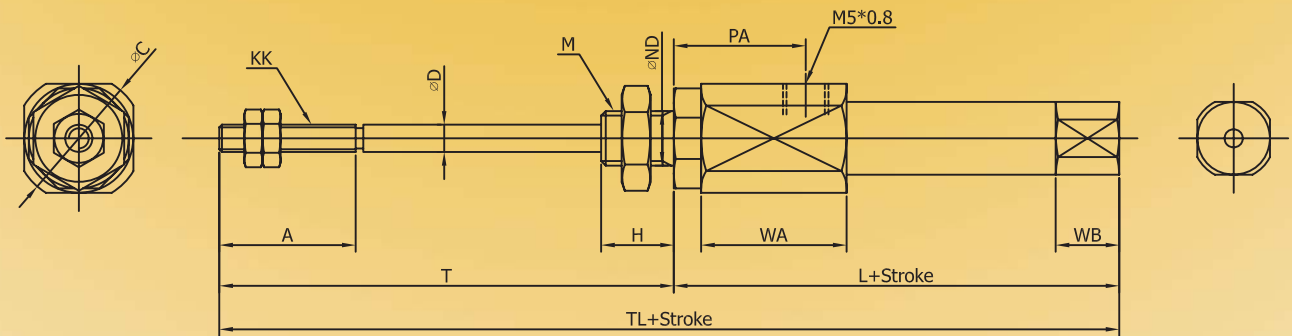 M5*0.8
PA
⌀C
KK
M
⌀D
⌀ND
A
H
WA
WB
T
L+Stroke
TL+Stroke